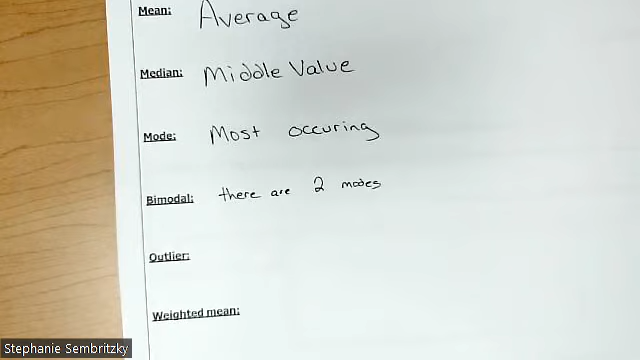 Mean: Average
Median: Middle Value
Mode: Most occuring
Bimodal: there are 2 modes
Outlier:
Weighted mean:
Stephanie Sembritzky